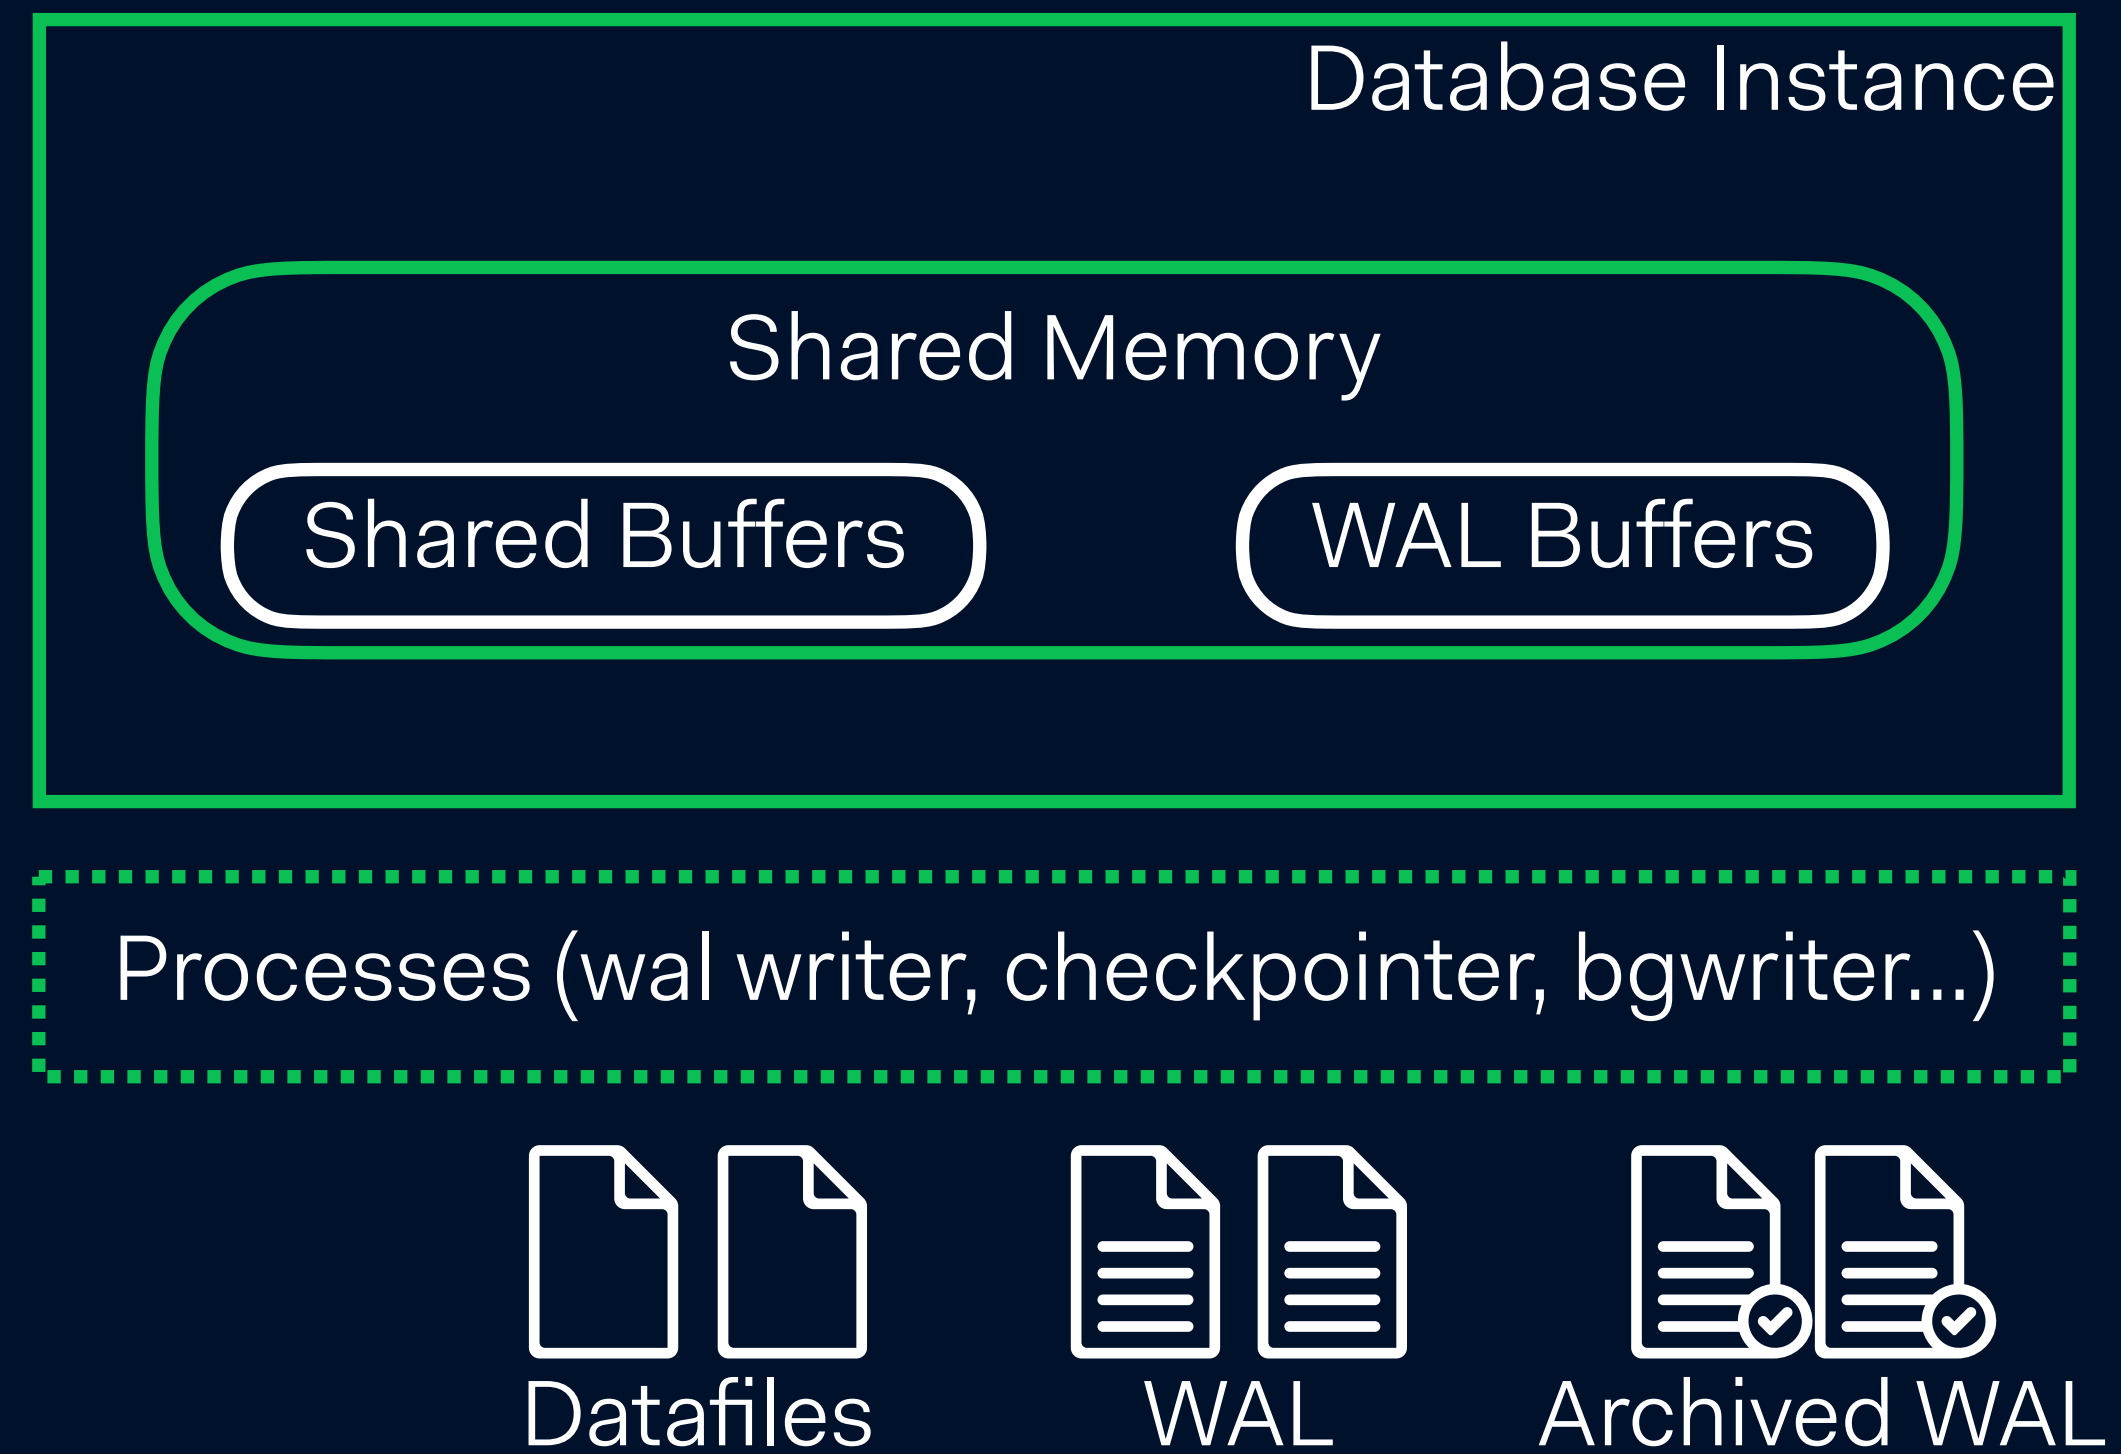 Database Instance
Shared Memory
Shared Buffers
WAL Buffers
Processes (wal writer, checkpointer, bgwriter...)
Datafiles
WAL
Archived WAL